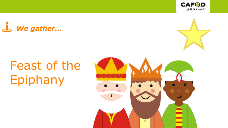 CAFOD
We gather...
Feast of the
Epiphany